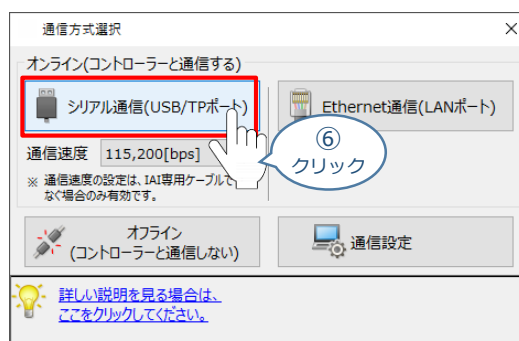 通信方式選択
オンライン(コントローラーと通信する)
シリアル通信(USB/TPポート)
Ethernet通信(LANポート)
⑥
クリック
通信速度 115,200[bps]
※ 通信速度の設定は、IAI専用ケーブルで
なぐ場合のみ有効です。
オフライン
(コントローラーと通信しない)
通信設定
詳しい説明を見る場合は、
ここをクリックしてください。